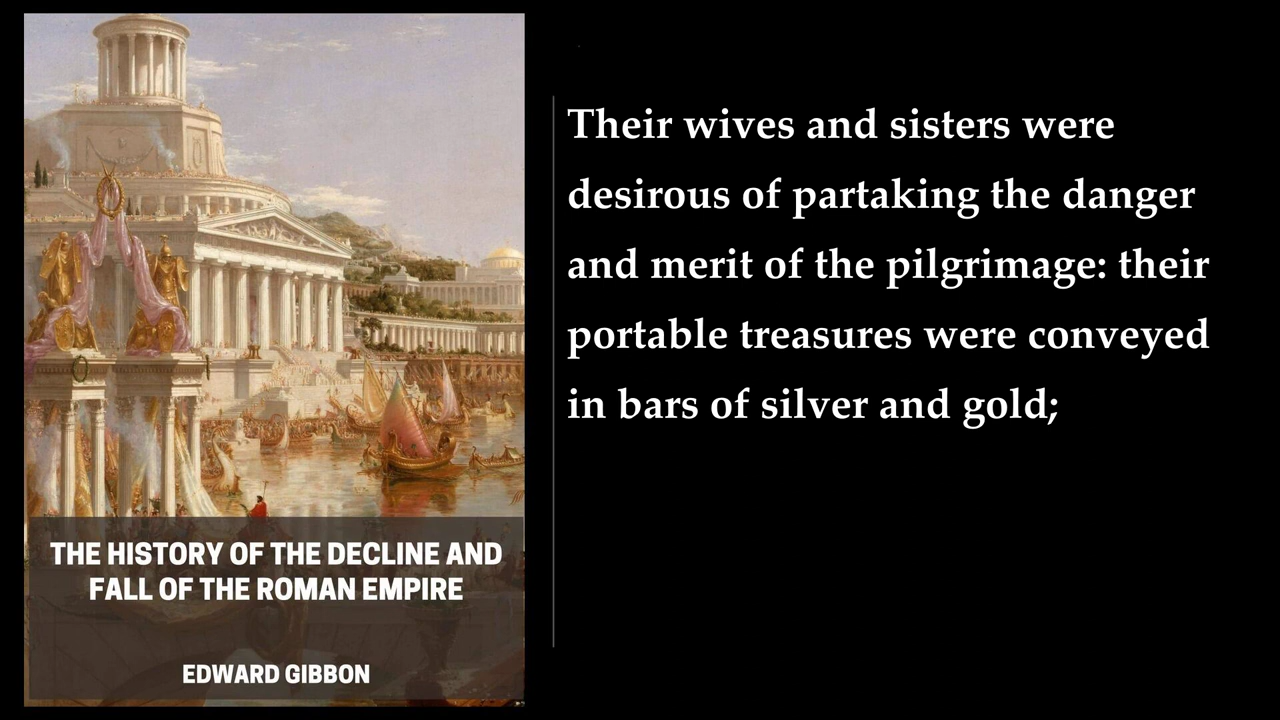 THE HISTORY OF THE DECLINE AND
FALL OF THE ROMAN EMPIRE
EDWARD GIBBON
Their wives and sisters were
desirous of partaking the danger
and merit of the pilgrimage: their
portable treasures were conveyed
in bars of silver and gold;